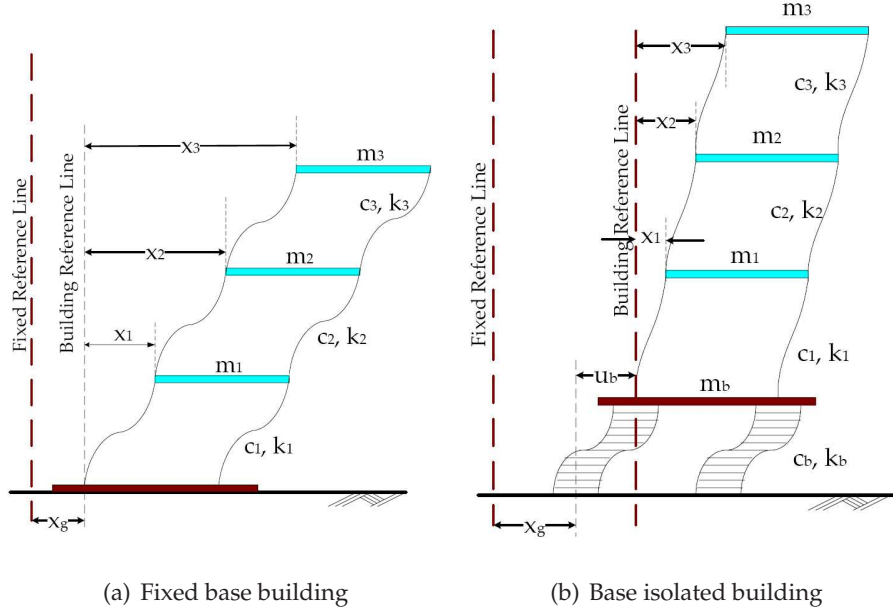 Fixed Reference Line
Building Reference Line
x3
m3
c3, k3
x2
m2
c2, k2
x1
m1
c1, k1
xg
(a) Fixed base building
Fixed Reference Line
Building Reference Line
m3
x3
c3, k3
x2
m2
c2, k2
x1
m1
c1, k1
ub
mb
cb, kb
xg
(b) Base isolated building